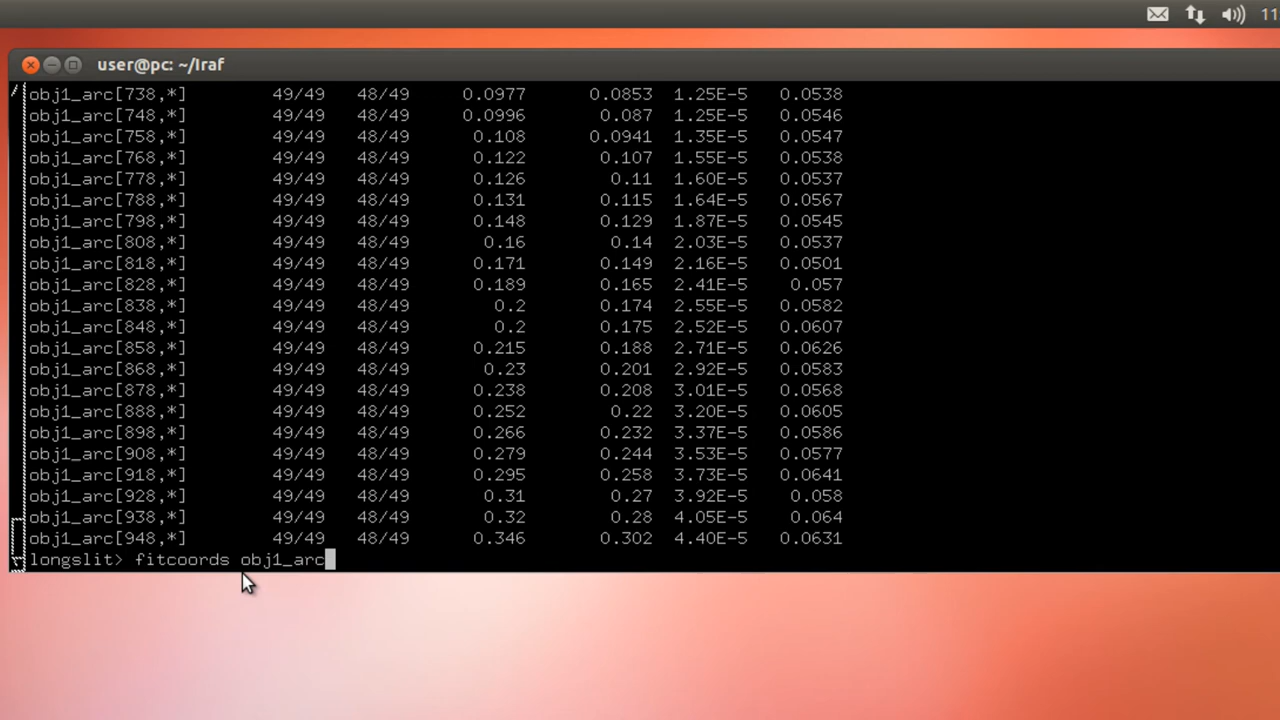 11
user@pc: ~/Iraf
obj1_arc[738,*] 49/49 48/49 0.0977 0.0853 1.25E-5 0.0538
obj1_arc[748,*] 49/49 48/49 0.0996 0.087 1.25E-5 0.0546
obj1_arc[758,*] 49/49 48/49 0.108 0.0941 1.35E-5 0.0547
obj1_arc[768,*] 49/49 48/49 0.122 0.107 1.55E-5 0.0538
obj1_arc[778,*] 49/49 48/49 0.126 0.11 1.60E-5 0.0537
obj1_arc[788,*] 49/49 48/49 0.131 0.115 1.64E-5 0.0567
obj1_arc[798,*] 49/49 48/49 0.148 0.129 1.87E-5 0.0545
obj1_arc[808,*] 49/49 48/49 0.16 0.14 2.03E-5 0.0537
obj1_arc[818,*] 49/49 48/49 0.171 0.149 2.16E-5 0.0501
obj1_arc[828,*] 49/49 48/49 0.189 0.165 2.41E-5 0.057
obj1_arc[838,*] 49/49 48/49 0.2 0.174 2.55E-5 0.0582
obj1_arc[848,*] 49/49 48/49 0.2 0.175 2.52E-5 0.0607
obj1_arc[858,*] 49/49 48/49 0.215 0.188 2.71E-5 0.0626
obj1_arc[868,*] 49/49 48/49 0.23 0.201 2.92E-5 0.0583
obj1_arc[878,*] 49/49 48/49 0.238 0.208 3.01E-5 0.0568
obj1_arc[888,*] 49/49 48/49 0.252 0.22 3.20E-5 0.0605
obj1_arc[898,*] 49/49 48/49 0.266 0.232 3.37E-5 0.0586
obj1_arc[908,*] 49/49 48/49 0.279 0.244 3.53E-5 0.0577
obj1_arc[918,*] 49/49 48/49 0.295 0.258 3.73E-5 0.0641
obj1_arc[928,*] 49/49 48/49 0.31 0.27 3.92E-5 0.058
obj1_arc[938,*] 49/49 48/49 0.32 0.28 4.05E-5 0.064
obj1_arc[948,*] 49/49 48/49 0.346 0.302 4.40E-5 0.0631
longslit> fitcoords obj1_arc